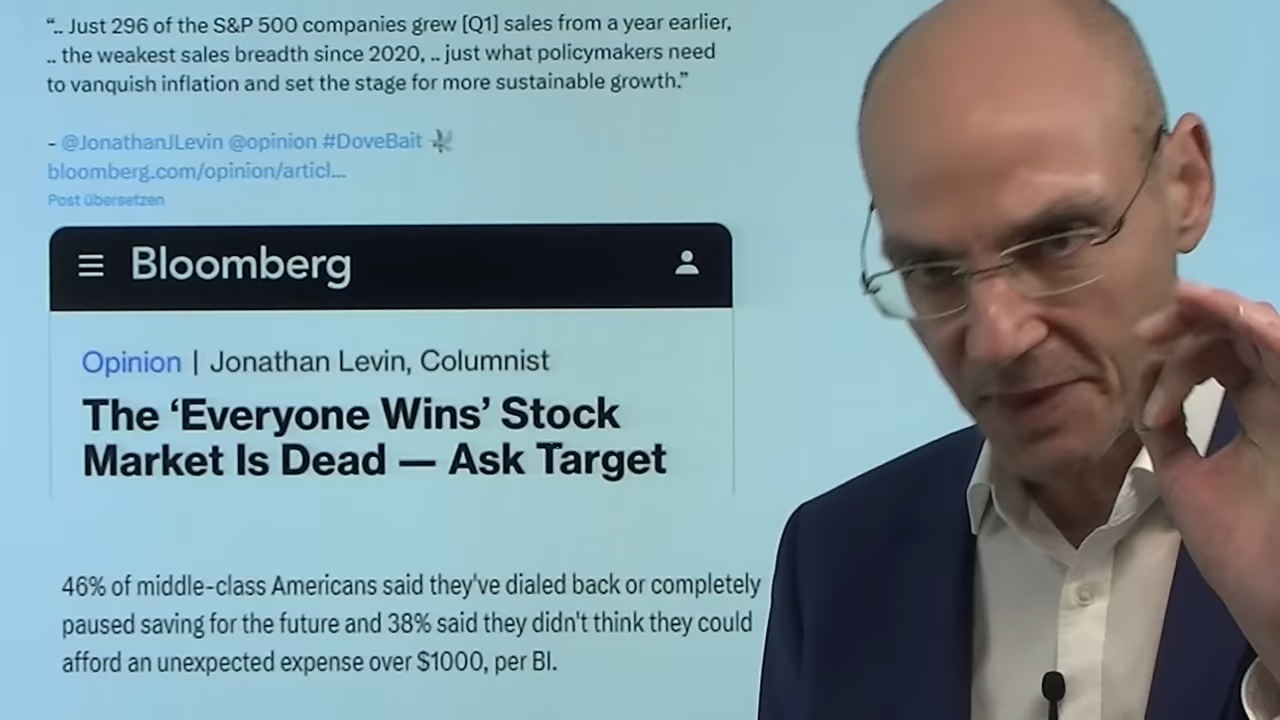 “.. Just 296 of the S&P 500 companies grew [Q1] sales from a year earlier,
.. the weakest sales breadth since 2020, .. just what policymakers need
to vanquish inflation and set the stage for more sustainable growth.”
- @JonathanJLevin @opinion #DoveBait
bloomberg.com/opinion/articl...
Post übersetzen
Bloomberg
Opinion | Jonathan Levin, Columnist
The ‘Everyone Wins’ Stock
Market Is Dead — Ask Target
46% of middle-class Americans said they've dialed back or completely
paused saving for the future and 38% said they didn't think they could
afford an unexpected expense over $1000, per BI.